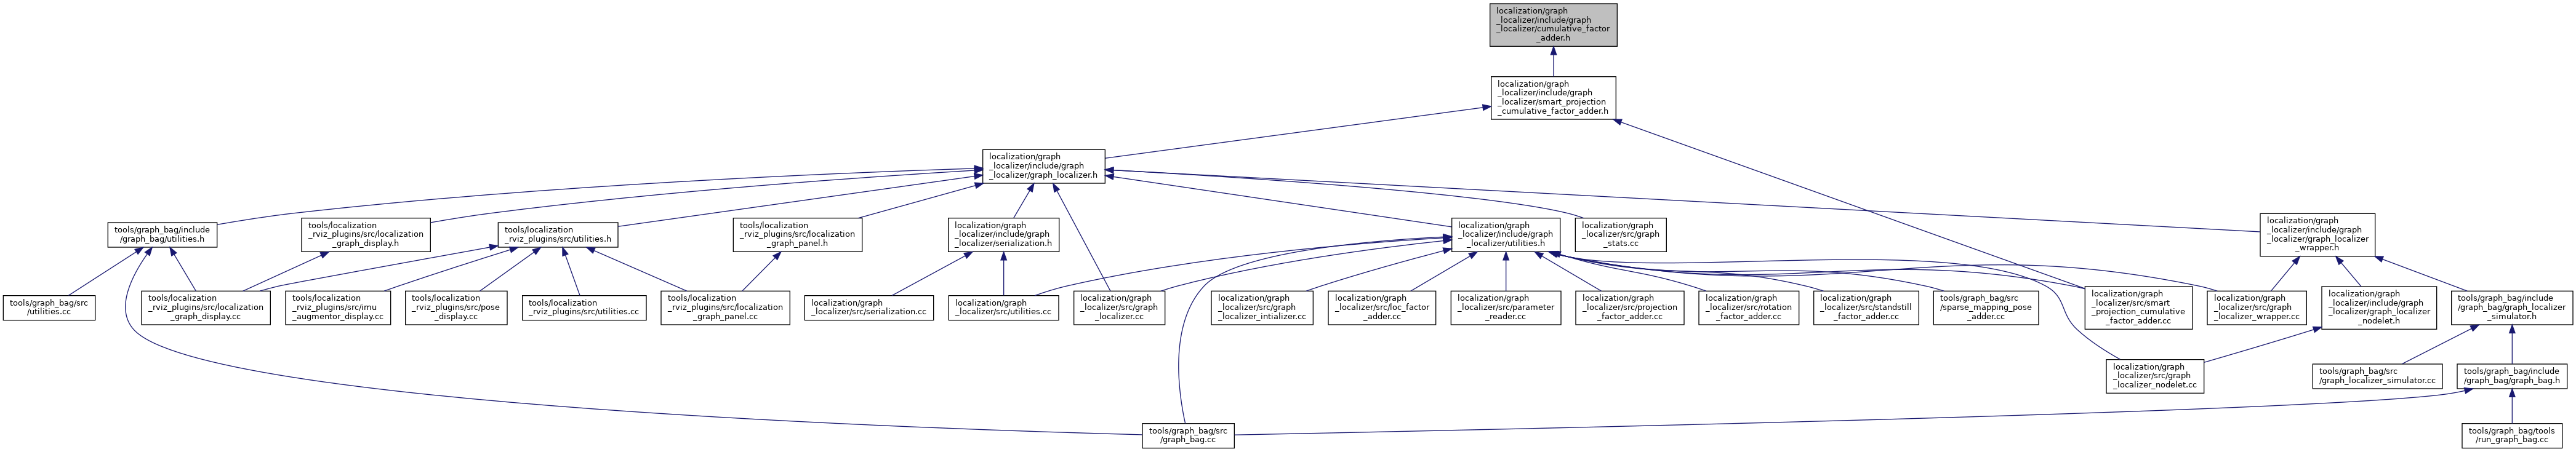 localization/graph
_localizer/include/graph
_localizer/cumulative_factor
_adder.h
localization/graph
_localizer/include/graph
_localizer/smart_projection
_cumulative_factor_adder.h
localization/graph
_localizer/include/graph
_localizer/graph_localizer.h
tools/graph_bag/include
/graph_bag/utilities.h
tools/localization
_rviz_plugins/src/localization
_graph_display.h
tools/localization
_rviz_plugins/src/utilities.h
tools/localization
_rviz_plugins/src/localization
_graph_panel.h
localization/graph
_localizer/include/graph
_localizer/serialization.h
localization/graph
_localizer/include/graph
_localizer/utilities.h
localization/graph
_localizer/src/graph
_stats.cc
localization/graph
_localizer/include/graph
_localizer/graph_localizer
_wrapper.h
tools/graph_bag/src
/utilities.cc
tools/localization
_rviz_plugins/src/localization
_graph_display.cc
tools/localization
_rviz_plugins/src/imu
_augmentor_display.cc
tools/localization
_rviz_plugins/src/pose
_display.cc
tools/localization
_rviz_plugins/src/utilities.cc
tools/localization
_rviz_plugins/src/localization
_graph_panel.cc
localization/graph
_localizer/src/serialization.cc
localization/graph
_localizer/src/utilities.cc
localization/graph
_localizer/src/graph
_localizer.cc
localization/graph
_localizer/src/graph
_localizer_intializer.cc
localization/graph
_localizer/src/loc_factor
_adder.cc
localization/graph
_localizer/src/parameter
_reader.cc
localization/graph
_localizer/src/projection
_factor_adder.cc
localization/graph
_localizer/src/rotation
_factor_adder.cc
localization/graph
_localizer/src/standstill
_factor_adder.cc
tools/graph_bag/src
/sparse_mapping_pose
_adder.cc
localization/graph
_localizer/src/smart
_projection_cumulative
_factor_adder.cc
localization/graph
_localizer/src/graph
_localizer_wrapper.cc
localization/graph
_localizer/include/graph
_localizer/graph_localizer
_nodelet.h
tools/graph_bag/include
/graph_bag/graph_localizer
_simulator.h
localization/graph
_localizer/src/graph
_localizer_nodelet.cc
tools/graph_bag/src
/graph_localizer_simulator.cc
tools/graph_bag/include
/graph_bag/graph_bag.h
tools/graph_bag/src
/graph_bag.cc
tools/graph_bag/tools
/run_graph_bag.cc